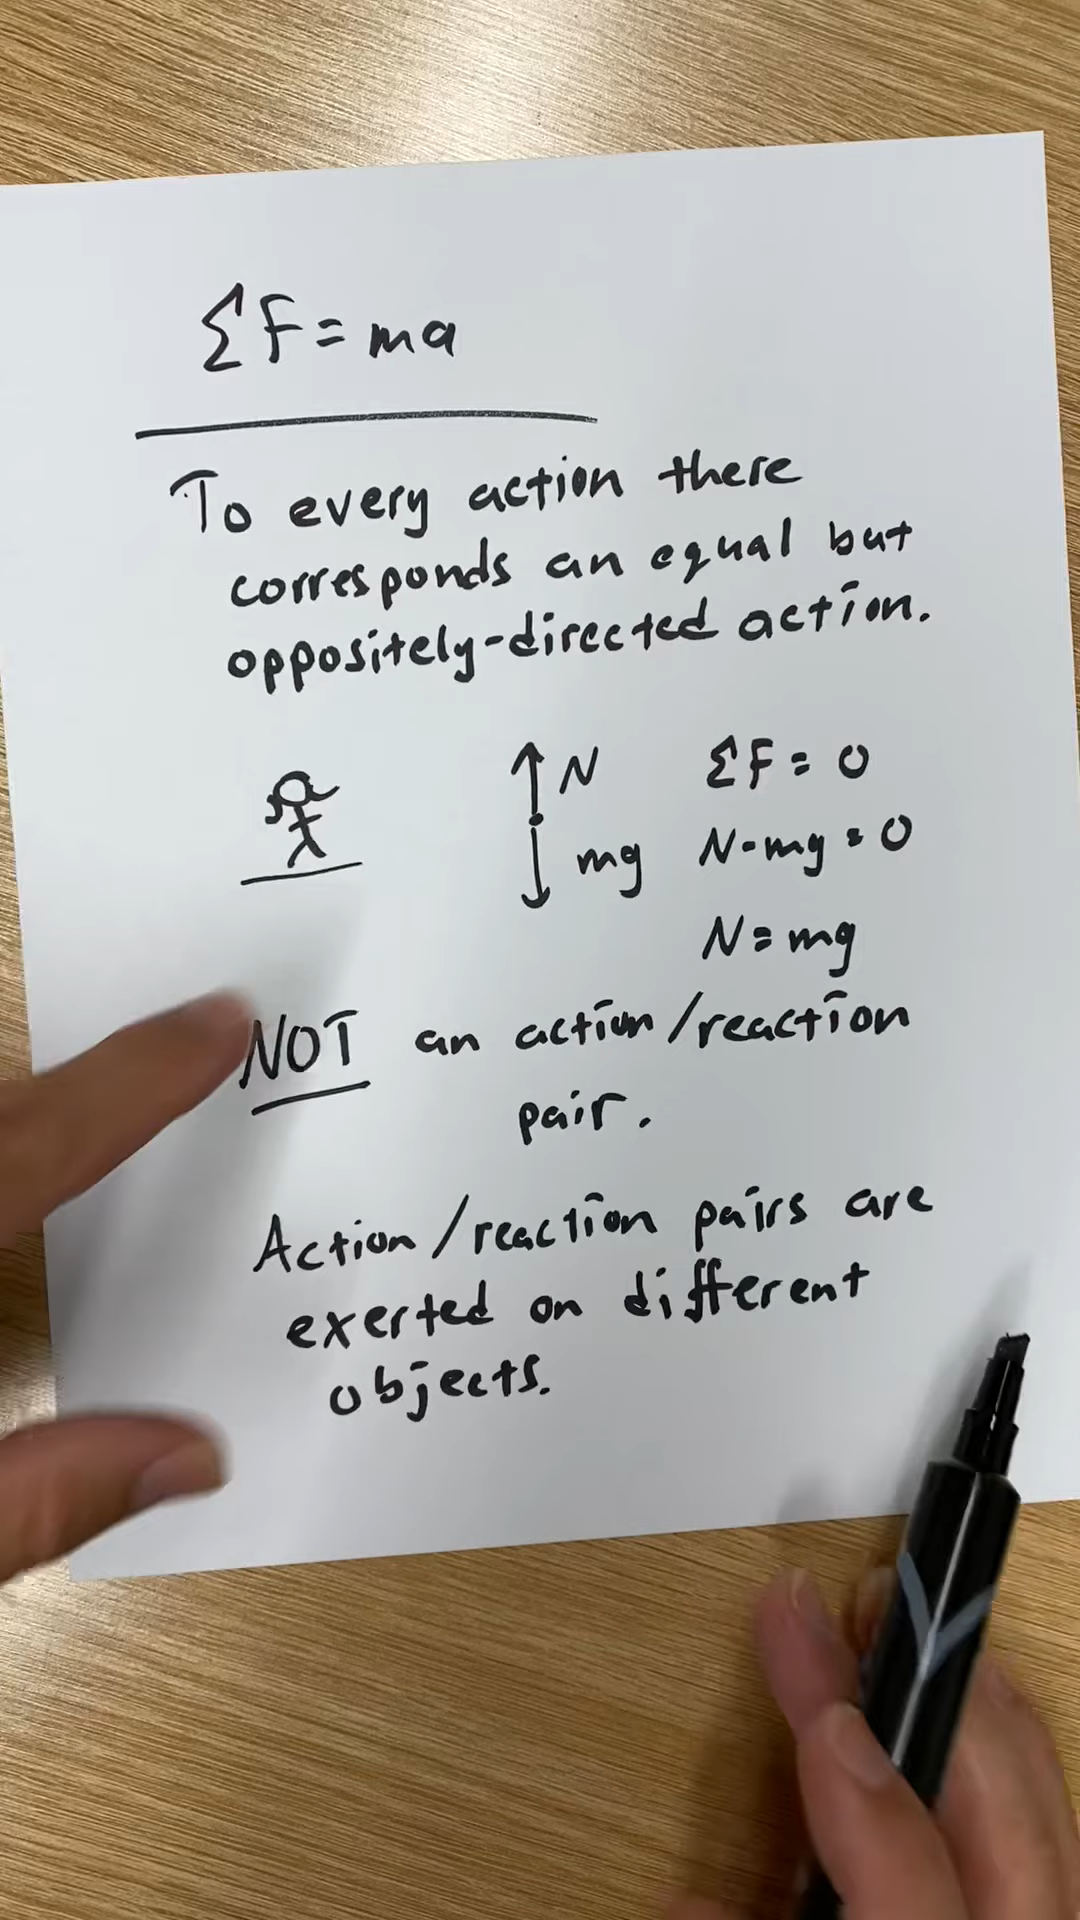 ΣF=ma
To every action there
corresponds an equal but
oppositely-directed action.
N
mg
ΣF=0
N-mg=0
N=mg
NOT an action/reaction
pair.
Action/reaction pairs are
exerted on different
objects.